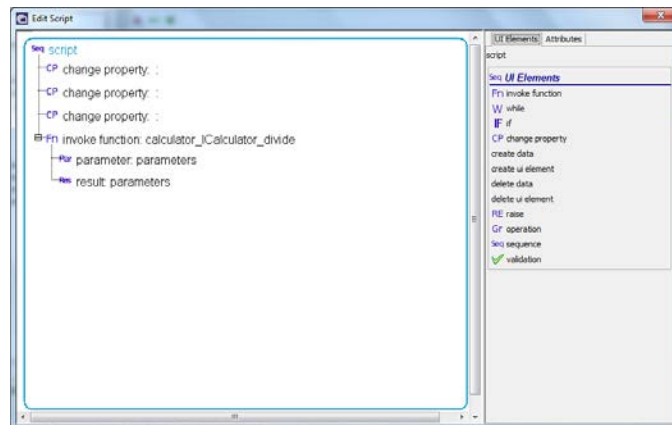 Edit Script
Seq script
CP change property: :
CP change property: :
CP change property: :
Fn invoke function: calculator_ICalculator_divide
Par parameter: parameters
Res result: parameters
UI Elements Attributes
script
Seq UI Elements
Fn invoke function
W while
IF if
CP change property
create data
create ui element
delete data
delete ui element
RE raise
Gr operation
Seq sequence
validation